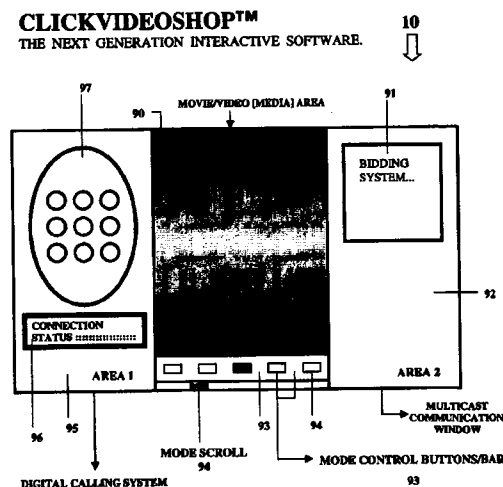 CLICKVIDEOSHOP™
THE NEXT GENERATION INTERACTIVE SOFTWARE.
10
97
90
MOVIE/VIDEO [MEDIA] AREA
91
BIDDING
SYSTEM...
92
CONNECTION
STATUS ::::::::::::::::
AREA 1
AREA 2
96
95
MODE SCROLL
94
93
94
MULTICAST
COMMUNICATION
WINDOW
MODE CONTROL BUTTONS/BAR
93
DIGITAL CALLING SYSTEM